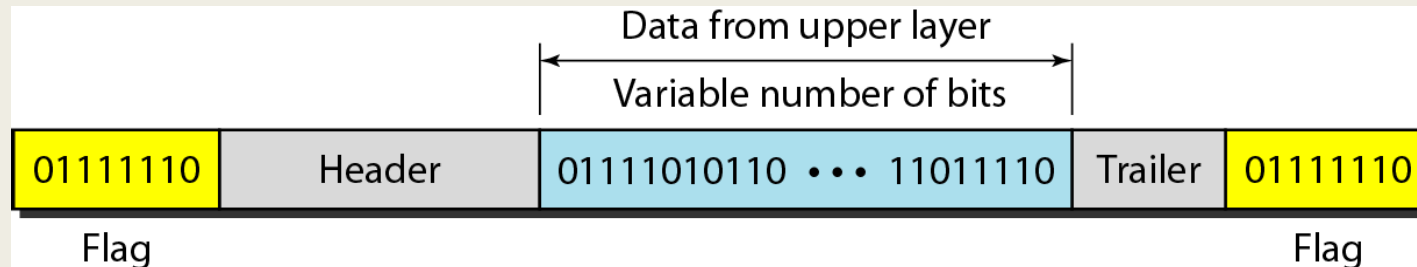 Data from upper layer
Variable number of bits
01111110 Header 01111010110 ••• 11011110 Trailer 01111110
Flag Flag